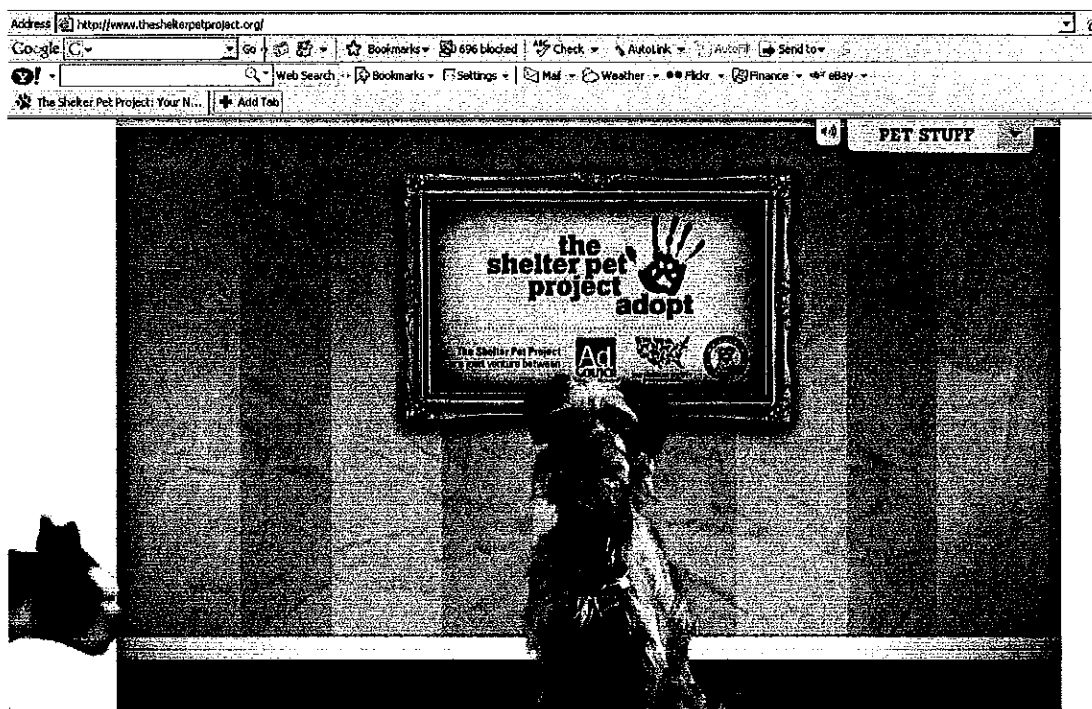 Address http://www.theshelterpetproject.org/
Google G Go Bookmarks 696 blocked Check AutoLink AutoFill Send to
Y! Web Search Bookmarks Settings Mail Weather Flickr Finance eBay
The Shelter Pet Project: Your N... Add Tab
PET STUFF
the
shelter pet
project
adopt
The Shelter Pet Project
is a joint venture between
Ad
COUNCIL